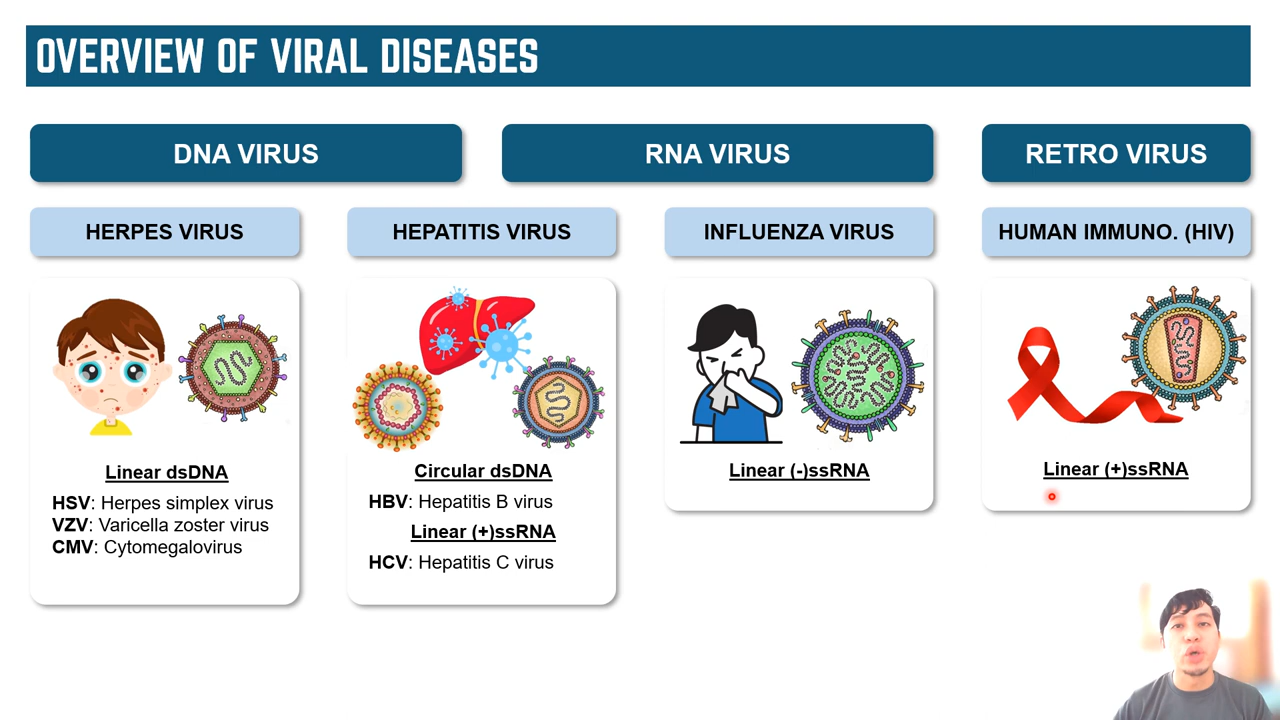 OVERVIEW OF VIRAL DISEASES
DNA VIRUS
RNA VIRUS
RETRO VIRUS
HERPES VIRUS
HEPATITIS VIRUS
INFLUENZA VIRUS
HUMAN IMMUNO. (HIV)
Linear dsDNA
HSV: Herpes simplex virus
VZV: Varicella zoster virus
CMV: Cytomegalovirus
Circular dsDNA
HBV: Hepatitis B virus
Linear (+)ssRNA
HCV: Hepatitis C virus
Linear (-)ssRNA
Linear (+)ssRNA